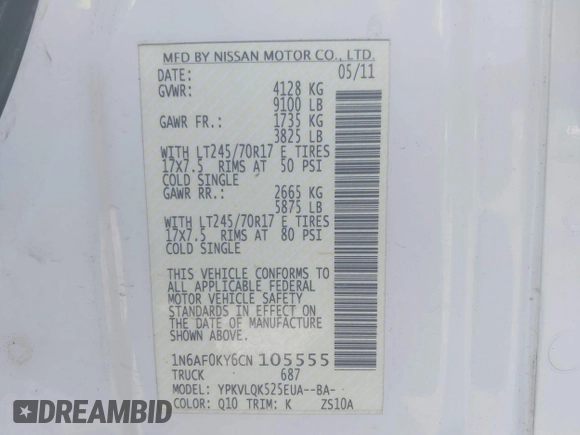 MFD BY NISSAN MOTOR CO., LTD.
DATE: 05/11
GVWR: 4128 KG
9100 LB
GAWR FR.: 1735 KG
3825 LB
WITH LT245/70R17 E TIRES
17X7.5 RIMS AT 50 PSI
COLD SINGLE
GAWR RR.: 2665 KG
5875 LB
WITH LT245/70R17 E TIRES
17X7.5 RIMS AT 80 PSI
COLD SINGLE
THIS VEHICLE CONFORMS TO
ALL APPLICABLE FEDERAL
MOTOR VEHICLE SAFETY
STANDARDS IN EFFECT ON
THE DATE OF MANUFACTURE
SHOWN ABOVE.
1N6AF0KY6CN 105555
TRUCK 687
MODEL: YPKVLQK525EUA--BA-
COLOR: Q10 TRIM: K ZS10A
AUTOHELPERBOT.COM